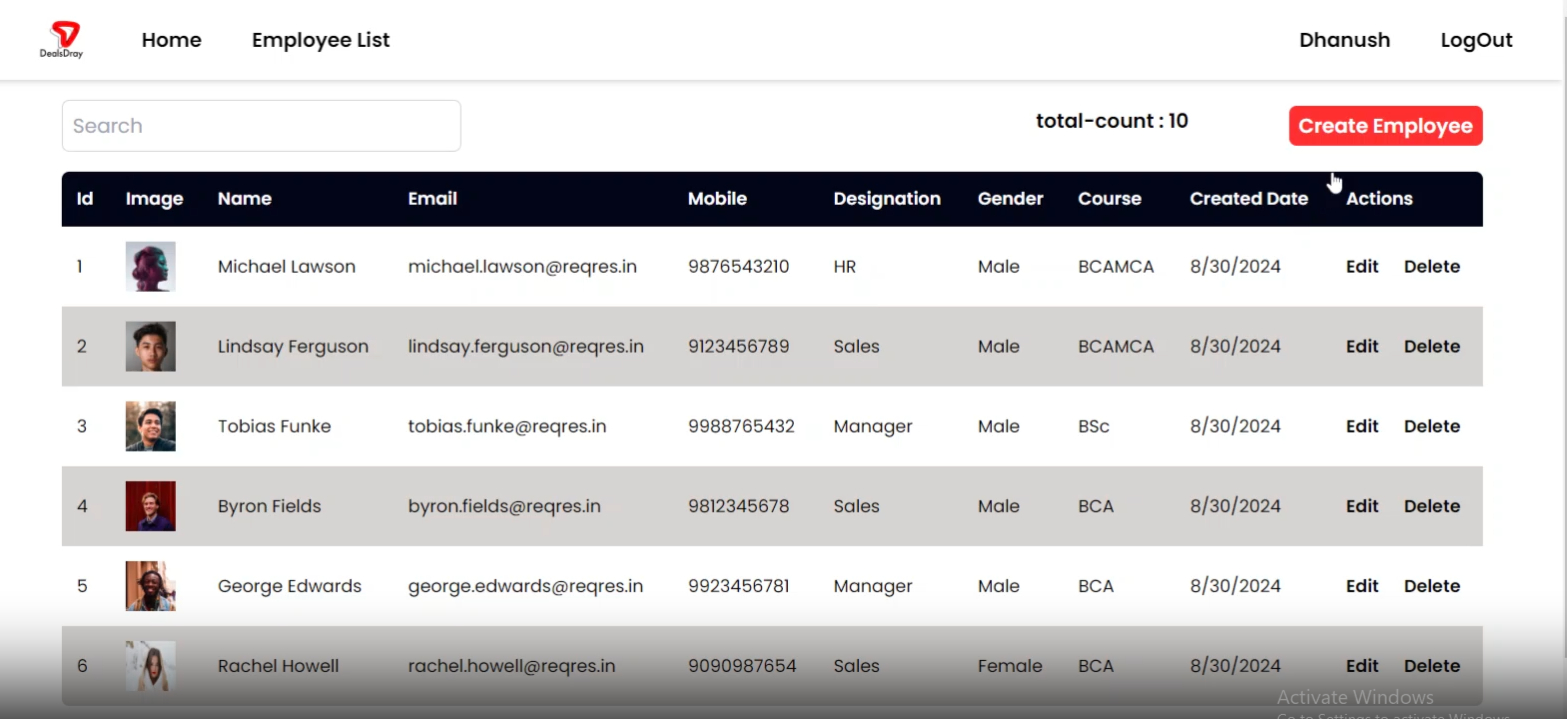 DealsDray Home Employee List Dhanush LogOut
Search total-count : 10 Create Employee
Id Image Name Email Mobile Designation Gender Course Created Date Actions
1 Michael Lawson michael.lawson@reqres.in 9876543210 HR Male BCAMCA 8/30/2024 Edit Delete
2 Lindsay Ferguson lindsay.ferguson@reqres.in 9123456789 Sales Male BCAMCA 8/30/2024 Edit Delete
3 Tobias Funke tobias.funke@reqres.in 9988765432 Manager Male BSc 8/30/2024 Edit Delete
4 Byron Fields byron.fields@reqres.in 9812345678 Sales Male BCA 8/30/2024 Edit Delete
5 George Edwards george.edwards@reqres.in 9923456781 Manager Male BCA 8/30/2024 Edit Delete
6 Rachel Howell rachel.howell@reqres.in 9090987654 Sales Female BCA 8/30/2024 Edit Delete
Activate Windows
Go to Settings to activate Windows.